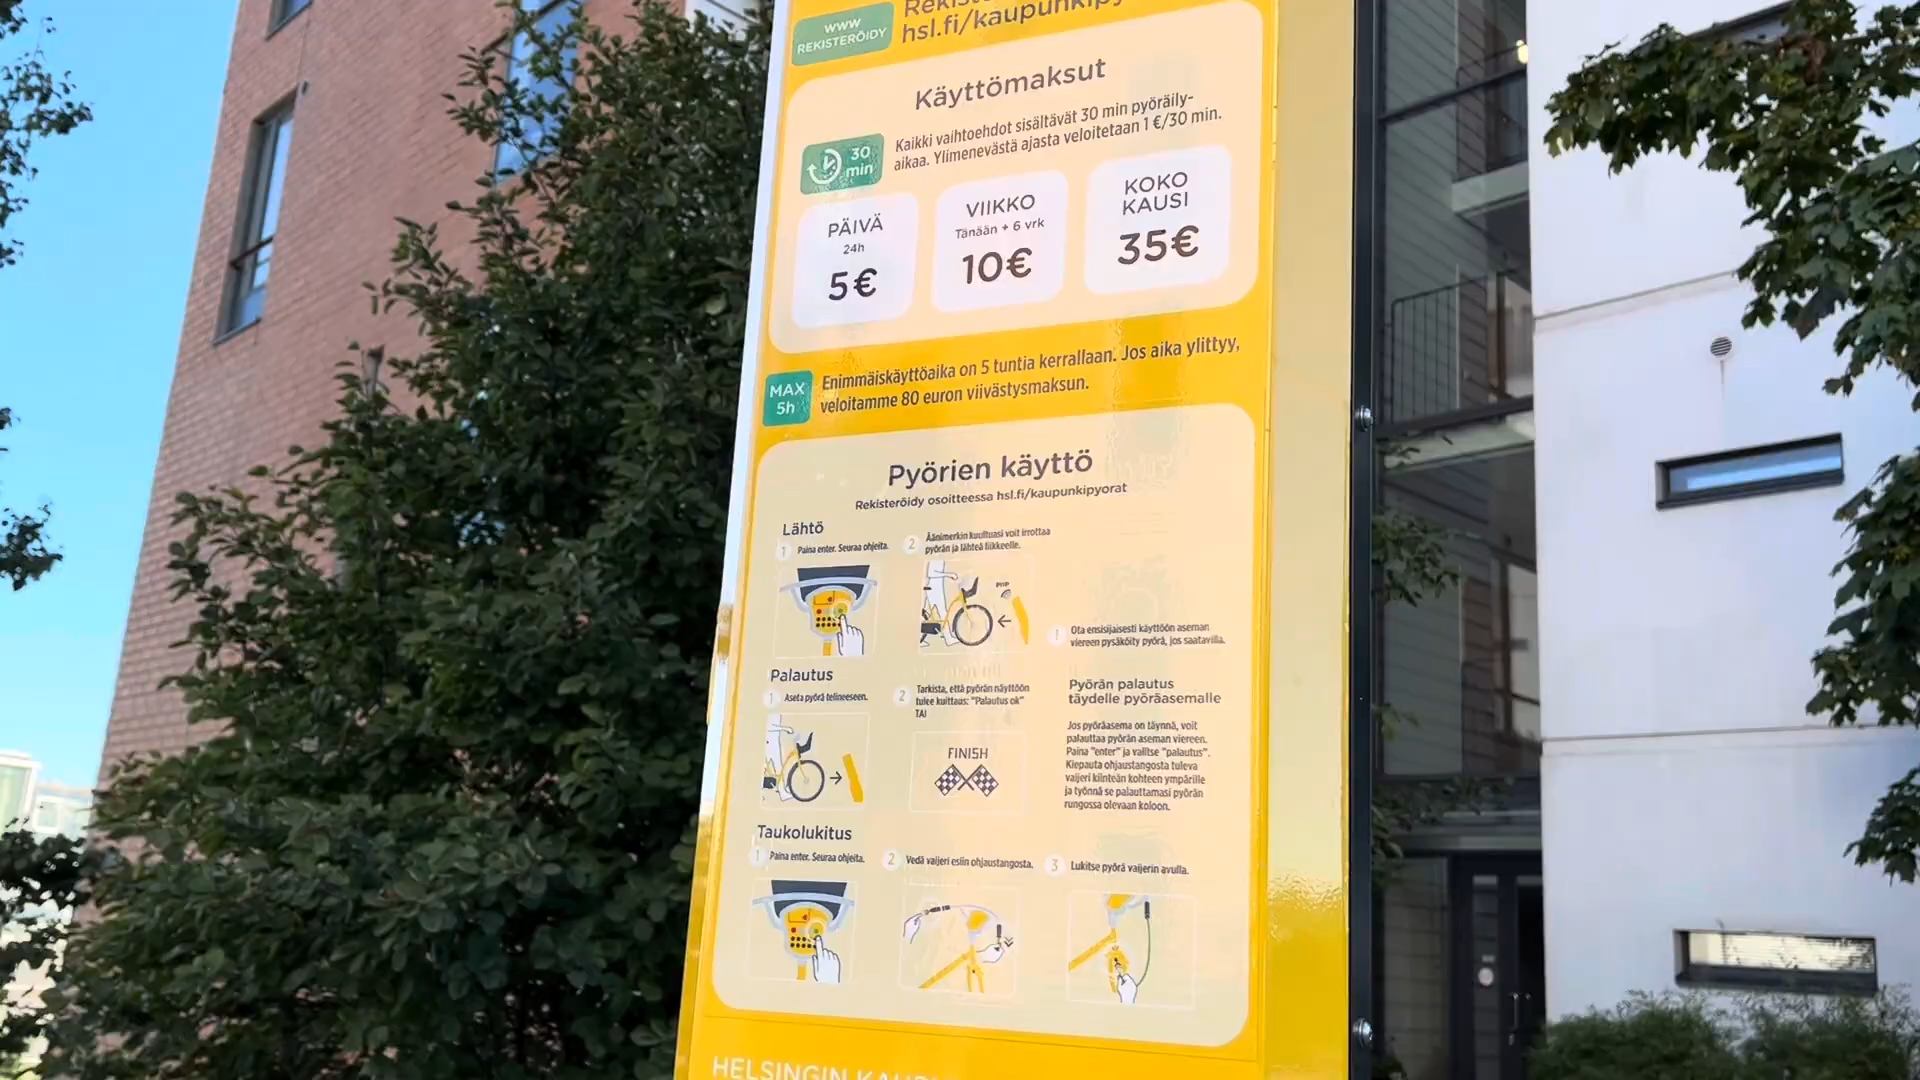 WWW
REKISTERÖIDY
hsl.fi/kaupunkipy
Käyttömaksut
30
min
Kaikki vaihtoehdot sisältävät 30 min pyöräily-
aikaa. Ylimenevästä ajasta veloitetaan 1 €/30 min.
PÄIVÄ
24h
5€
VIIKKO
Tänään + 6 vrk
10€
KOKO
KAUSI
35€
MAX
5h
Enimmäiskäyttöaika on 5 tuntia kerrallaan. Jos aika ylittyy,
veloitamme 80 euron viivästysmaksun.
Pyörien käyttö
Rekisteröidy osoitteessa hsl.fi/kaupunkipyorat
Lähtö
1 Paina enter. Seuraa ohjeita.
2 Äänimerkin kuultuasi voit irrottaa
pyörän ja lähteä liikkeelle.
PIIP
1 Ota ensisijaisesti käyttöön aseman
viereen pysäköity pyörä, jos saatavilla.
Palautus
1 Aseta pyörä telineeseen.
2 Tarkista, että pyörän näyttöön
tulee kuittaus: "Palautus ok"
TAI
FINISH
Pyörän palautus
täydelle pyöräasemalle
Jos pyöräasema on täynnä, voit
palauttaa pyörän aseman viereen.
Paina "enter" ja valitse "palautus".
Kiepauta ohjaustangosta tuleva
vaijeri kiinteän kohteen ympärille
ja työnnä se palauttamasi pyörän
rungossa olevaan koloon.
Taukolukitus
1 Paina enter. Seuraa ohjeita.
2 Vedä vaijeri esiin ohjaustangosta.
3 Lukitse pyörä vaijerin avulla.
HELSINGIN